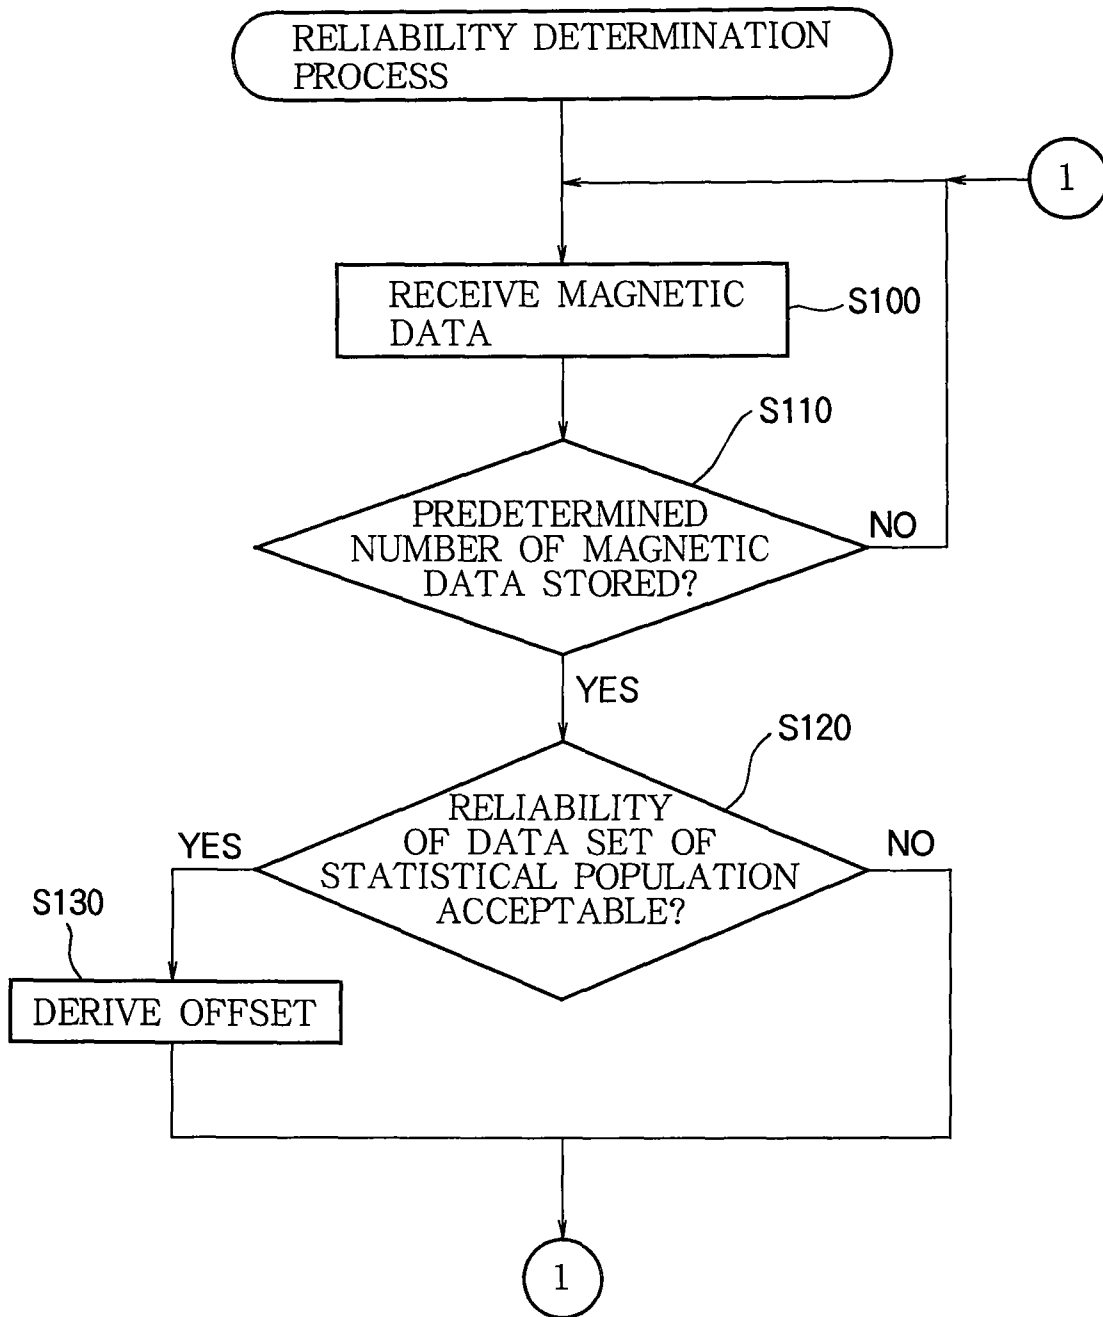 RELIABILITY DETERMINATION
PROCESS
1
RECEIVE MAGNETIC
DATA
S100
S110
PREDETERMINED
NUMBER OF MAGNETIC
DATA STORED?
NO
YES
S120
RELIABILITY
OF DATA SET OF
STATISTICAL POPULATION
ACCEPTABLE?
YES
NO
S130
DERIVE OFFSET
1